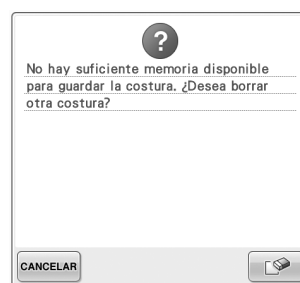 ?
No hay suficiente memoria disponible
para guardar la costura. ¿Desea borrar
otra costura?
CANCELAR